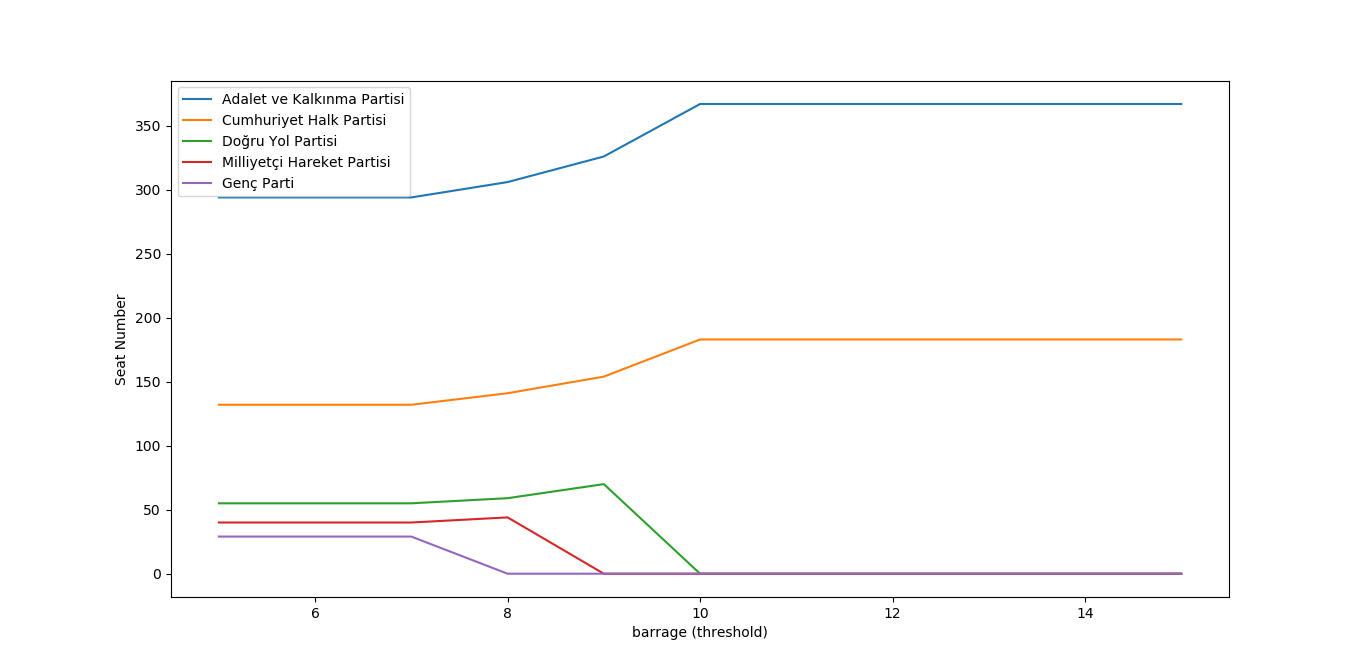 Adalet ve Kalkınma Partisi
Cumhuriyet Halk Partisi
Doğru Yol Partisi
Milliyetçi Hareket Partisi
Genç Parti
350
300
250
200
150
100
50
0
Seat Number
6 8 10 12 14
barrage (threshold)